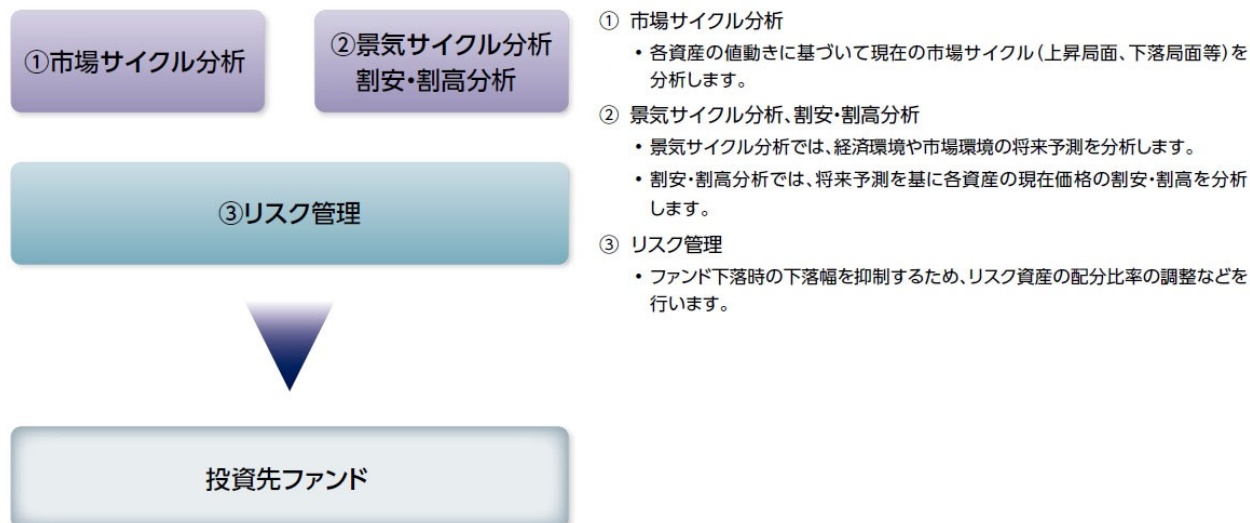 ①市場サイクル分析
②景気サイクル分析
割安・割高分析
③リスク管理
投資先ファンド
① 市場サイクル分析
• 各資産の値動きに基づいて現在の市場サイクル(上昇局面、下落局面等)を
分析します。
② 景気サイクル分析、割安・割高分析
• 景気サイクル分析では、経済環境や市場環境の将来予測を分析します。
• 割安・割高分析では、将来予測を基に各資産の現在価格の割安・割高を分析
します。
③ リスク管理
• ファンド下落時の下落幅を抑制するため、リスク資産の配分比率の調整などを
行います。